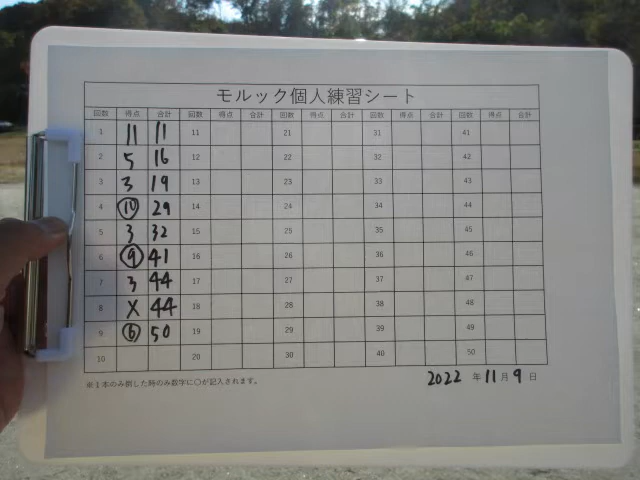 モルック個人練習シート
回数 得点 合計 回数 得点 合計 回数 得点 合計 回数 得点 合計 回数 得点 合計
1 11 11 11 21 31 41
2 5 16 12 22 32 42
3 3 19 13 23 33 43
4 ⑩ 29 14 24 34 44
5 3 32 15 25 35 45
6 ⑨ 41 16 26 36 46
7 3 44 17 27 37 47
8 X 44 18 28 38 48
9 ⑥ 50 19 29 39 49
10 20 30 40 50
※1本のみ倒した時のみ数字に〇が記入されます。
2022 年 11 月 9 日